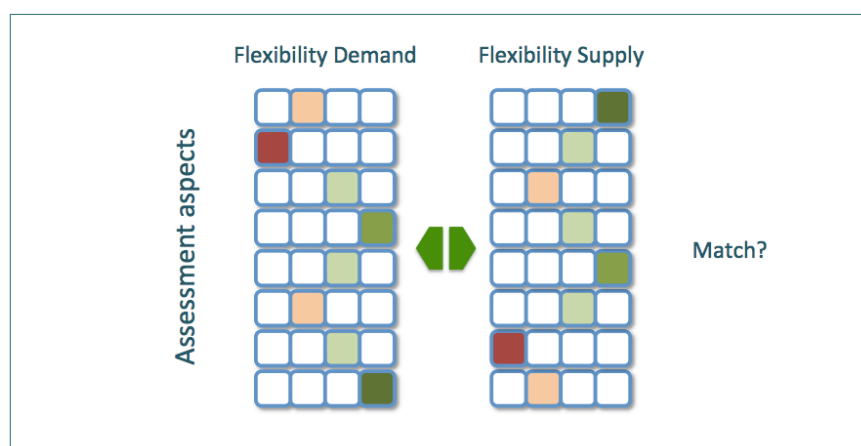 Flexibility Demand
Flexibility Supply
Assessment aspects
Match?